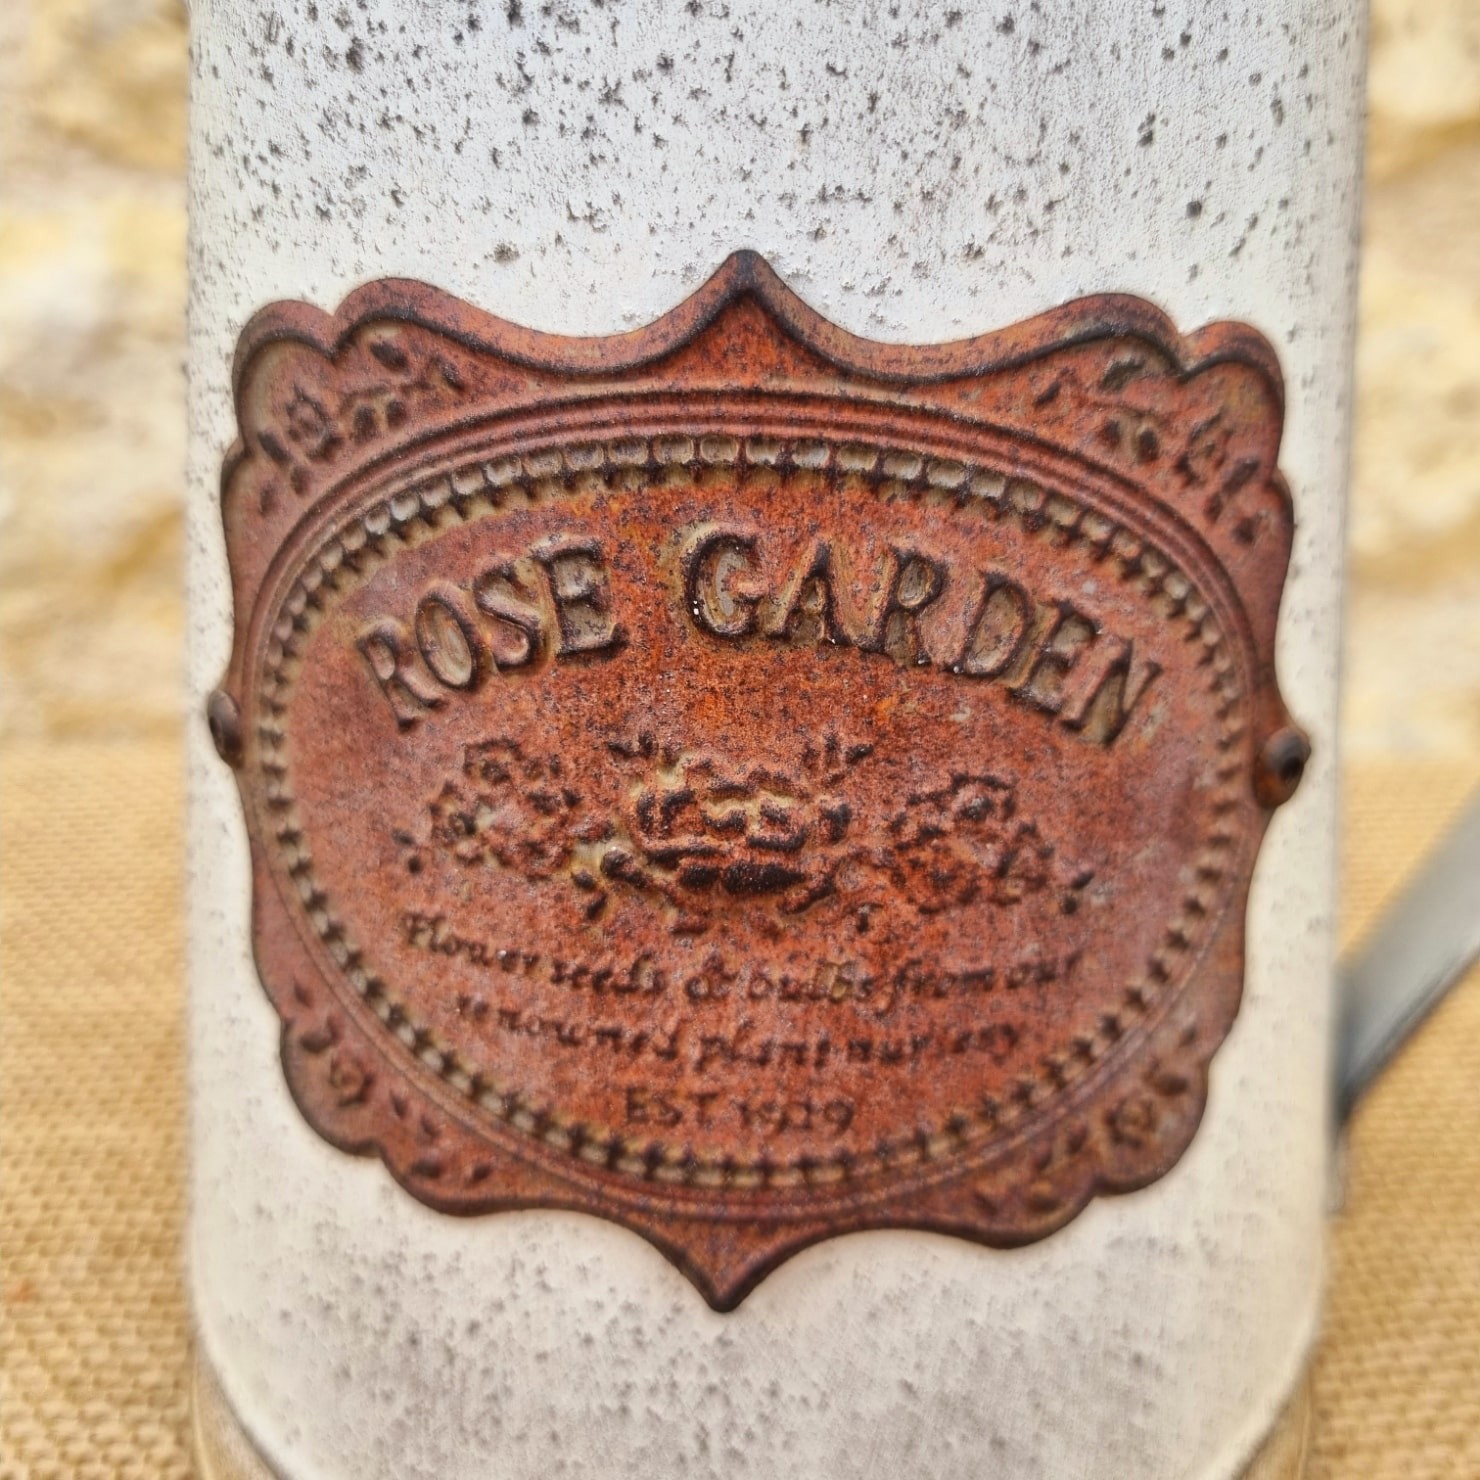 ROSE GARDEN
Flower seeds & bulbs from our
renowned plant nursery
EST 1929